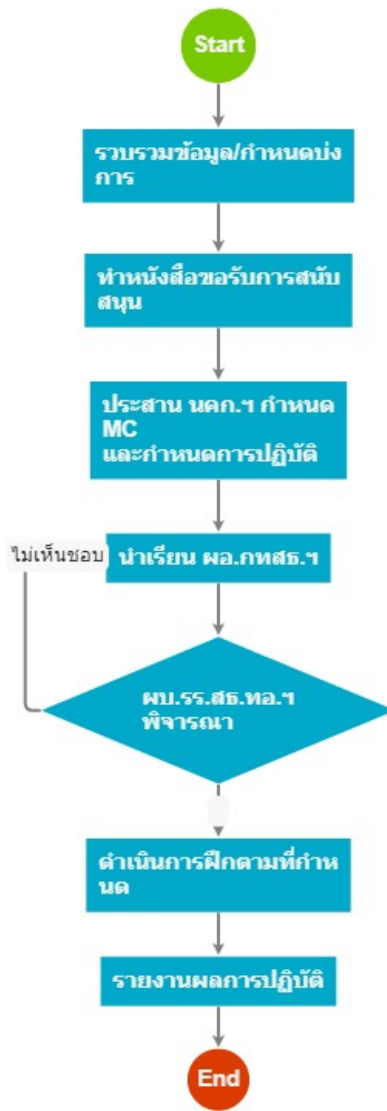 Start
รวบรวมข้อมูล/กำหนดบ่ง
การ
ทำหนังสือขอรับการสนับ
สนุน
ประสาน นคก.ฯ กำหนด
MC
และกำหนดการปฏิบัติ
ไม่เห็นชอบ
นำเรียน ผอ.กทสธ.ฯ
ผบ.รร.สธ.ทอ.ฯ
พิจารณา
ดำเนินการฝึกตามที่กำห
นด
รายงานผลการปฏิบัติ
End